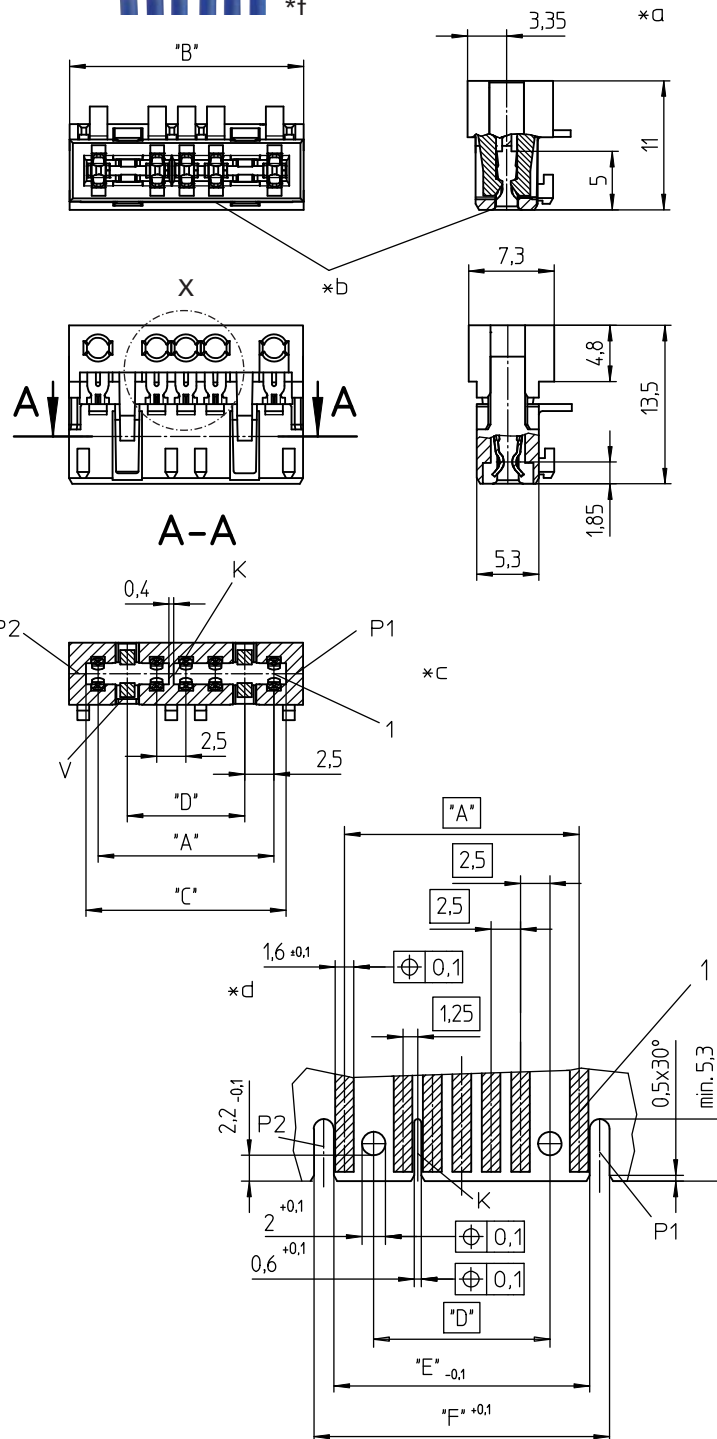 *f
*a
3,35
"B"
11
5
*b
7,3
X
4,8
13,5
A
A
1,85
5,3
A-A
0,4
K
P2
P1
*c
1
V
2,5
2,5
"D"
"A"
"C"
"A"
2,5
2,5
1,6 ±0,1
0,1
*d
1,25
1
0,5x30°
min. 5,3
2,2 -0,1
P2
K
P1
2 +0,1
0,1
0,6 +0,1
0,1
"D"
"E" -0,1
"F" +0,1